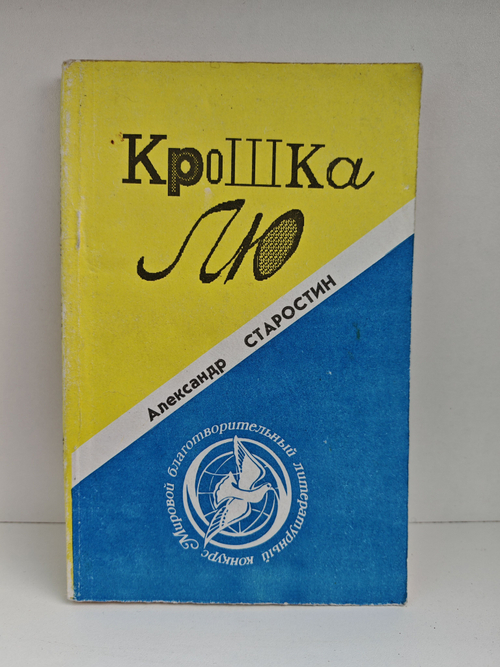 Крошка
Лю
Александр СТАРОСТИН
Мировой благотворительный литературный конкурс